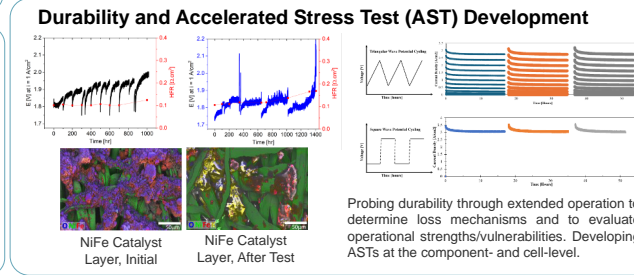 Durability and Accelerated Stress Test (AST) Development
2.2
2.1
2.0
1.9
1.8
1.7
0.4
0.3
0.2
0.1
0.0
E [V] at i = 1 A/cm²
HFR [Ω.cm²]
0 200 400 600 800 1000
Time [hr]
2.2
2.1
2.0
1.9
1.8
1.7
0.4
0.3
0.2
0.1
0.0
E [V] at i = 1 A/cm²
HFR [Ω.cm²]
0 200 400 600 800 1000 1200 1400
Time [hr]
Triangular Wave Potential Cycling
Voltage [V]
Time [Hours]
Time [Hours]
Square Wave Potential Cycling
Voltage [V]
Time [Hours]
Time [Hours]
NiFe Catalyst
Layer, Initial
NiFe Catalyst
Layer, After Test
Probing durability through extended operation to
determine loss mechanisms and to evaluate
operational strengths/vulnerabilities. Developing
ASTs at the component- and cell-level.